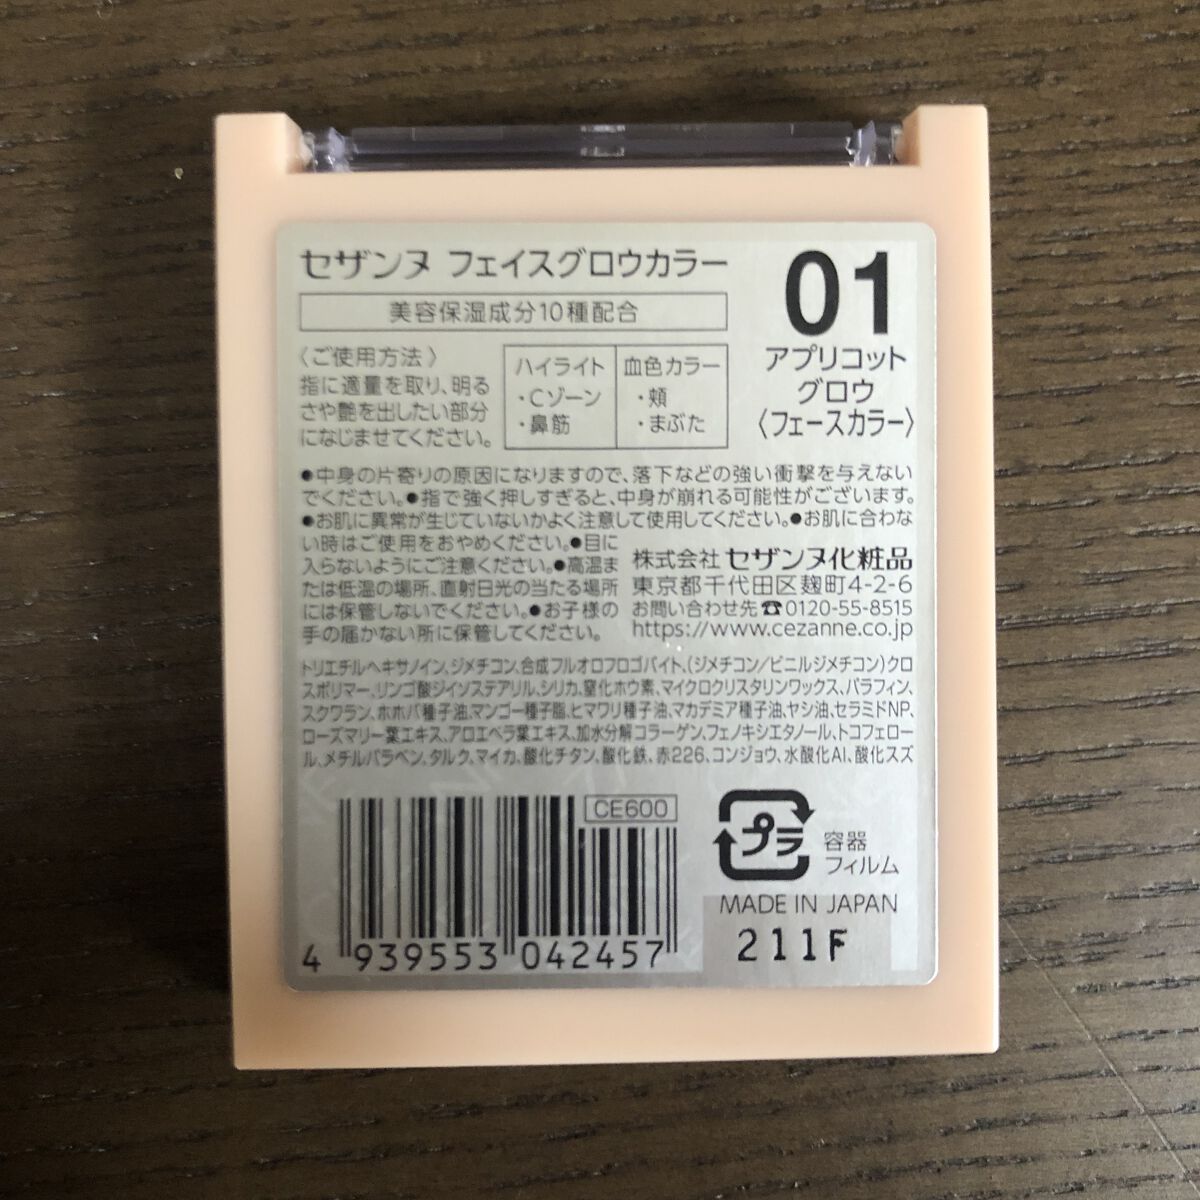 セザンヌ フェイスグロウカラー
美容保湿成分10種配合
01
アプリコット
グロウ
〈フェースカラー〉
〈ご使用方法〉
指に適量を取り、明る
さや艶を出したい部分
になじませてください。
ハイライト
・Cゾーン
・鼻筋
血色カラー
・頬
・まぶた
●中身の片寄りの原因になりますので、落下などの強い衝撃を与えない
でください。●指で強く押しすぎると、中身が崩れる可能性がございます。
●お肌に異常が生じていないかよく注意して使用してください。●お肌に合わな
い時はご使用をおやめください。●目に
入らないようにご注意ください。●高温ま
たは低温の場所、直射日光の当たる場所
には保管しないでください。●お子様の
手の届かない所に保管してください。
株式会社 セザンヌ化粧品
東京都千代田区麹町4-2-6
お問い合わせ先☎0120-55-8515
https://www.cezanne.co.jp
トリエチルヘキサノイン、ジメチコン、合成フルオロフロゴパイト、(ジメチコン/ビニルジメチコン)クロ
スポリマー、リンゴ酸ジイソステアリル、シリカ、窒化ホウ素、マイクロクリスタリンワックス、パラフィン、
スクワラン、ホホバ種子油、マンゴー種子脂、ヒマワリ種子油、マカデミア種子油、ヤシ油、セラミドNP、
ローズマリー葉エキス、アロエベラ葉エキス、加水分解コラーゲン、フェノキシエタノール、トコフェロー
ル、メチルパラベン、タルク、マイカ、酸化チタン、酸化鉄、赤226、コンジョウ、水酸化Al、酸化スズ
CE600
4 939553 042457
プラ
容器
フィルム
MADE IN JAPAN
211F